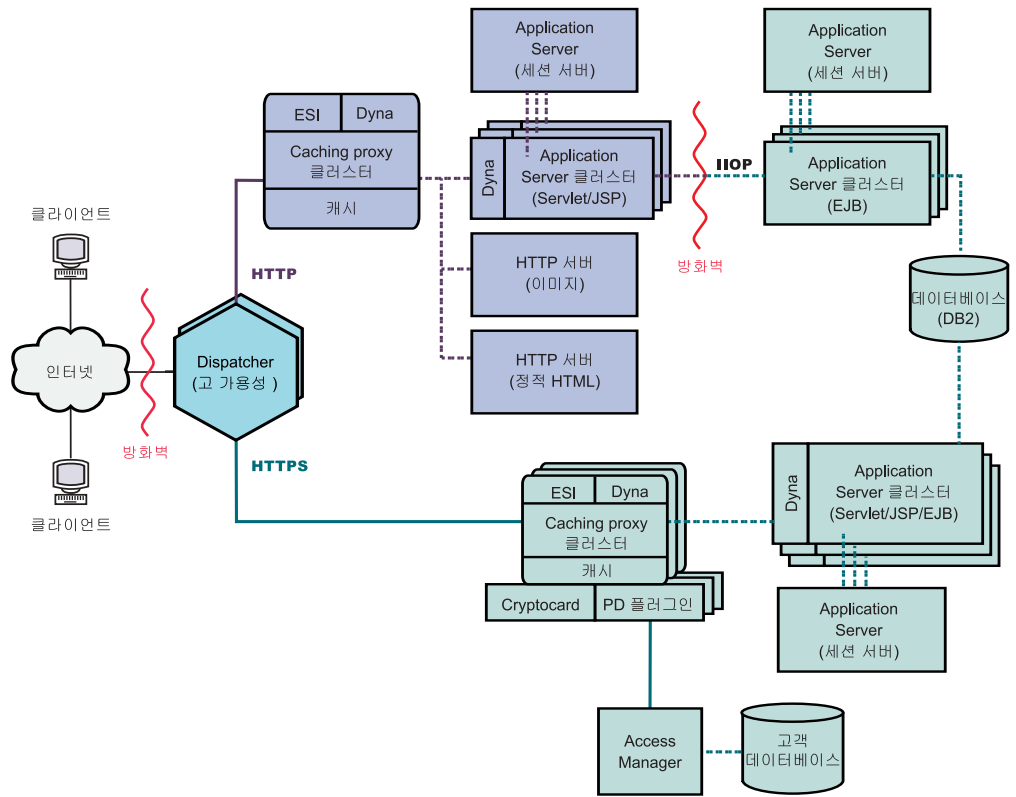 Application
Server
(세션 서버)
Application
Server
(세션 서버)
ESI
Dyna
Caching proxy
클러스터
캐시
Dyna
Application
Server 클러스터
(Servlet/JSP)
IIOP
Application
Server 클러스터
(EJB)
클라이언트
HTTP
HTTP 서버
(이미지)
방화벽
데이터베이스
(DB2)
인터넷
Dispatcher
(고 가용성 )
HTTP 서버
(정적 HTML)
방화벽
HTTPS
클라이언트
ESI
Dyna
Caching proxy
클러스터
캐시
Cryptocard
PD 플러그인
Dyna
Application
Server 클러스터
(Servlet/JSP/EJB)
Application
Server
(세션 서버)
Access
Manager
고객
데이터베이스